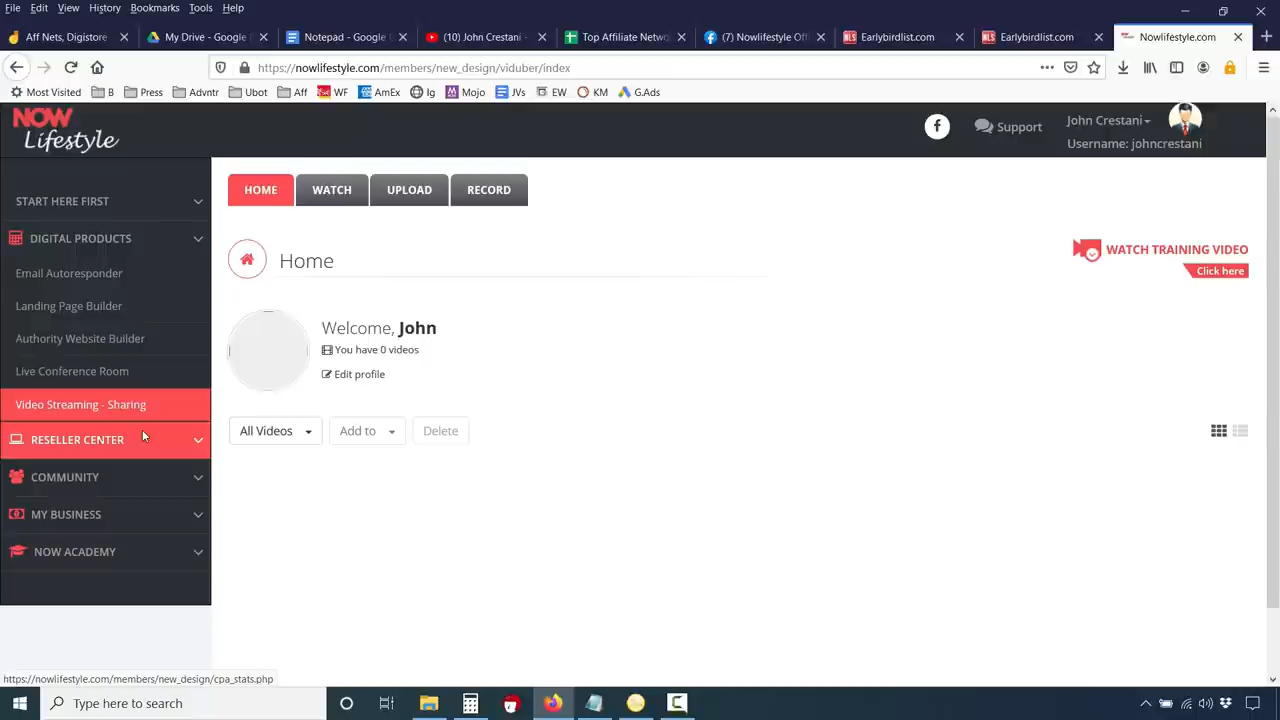 File Edit View History Bookmarks Tools Help
Aff Nets, Digistore
My Drive - Google
Notepad - Google
(10) John Crestani -
Top Affiliate Netwo
(7) Nowlifestyle Off
Earlybirdlist.com
Earlybirdlist.com
Nowlifestyle.com
https://nowlifestyle.com/members/new_design/viduber/index
Most Visited B Press Advntr Ubot Aff WF AmEx Ig Mojo JVs EW KM G.Ads
NOW
Lifestyle
Support
John Crestani
Username: johncrestani
START HERE FIRST
DIGITAL PRODUCTS
Email Autoresponder
Landing Page Builder
Authority Website Builder
Live Conference Room
Video Streaming - Sharing
RESELLER CENTER
COMMUNITY
MY BUSINESS
NOW ACADEMY
HOME WATCH UPLOAD RECORD
Home
WATCH TRAINING VIDEO
Click here
Welcome, John
You have 0 videos
Edit profile
All Videos Add to Delete
https://nowlifestyle.com/members/new_design/cpa_stats.php
Type here to search